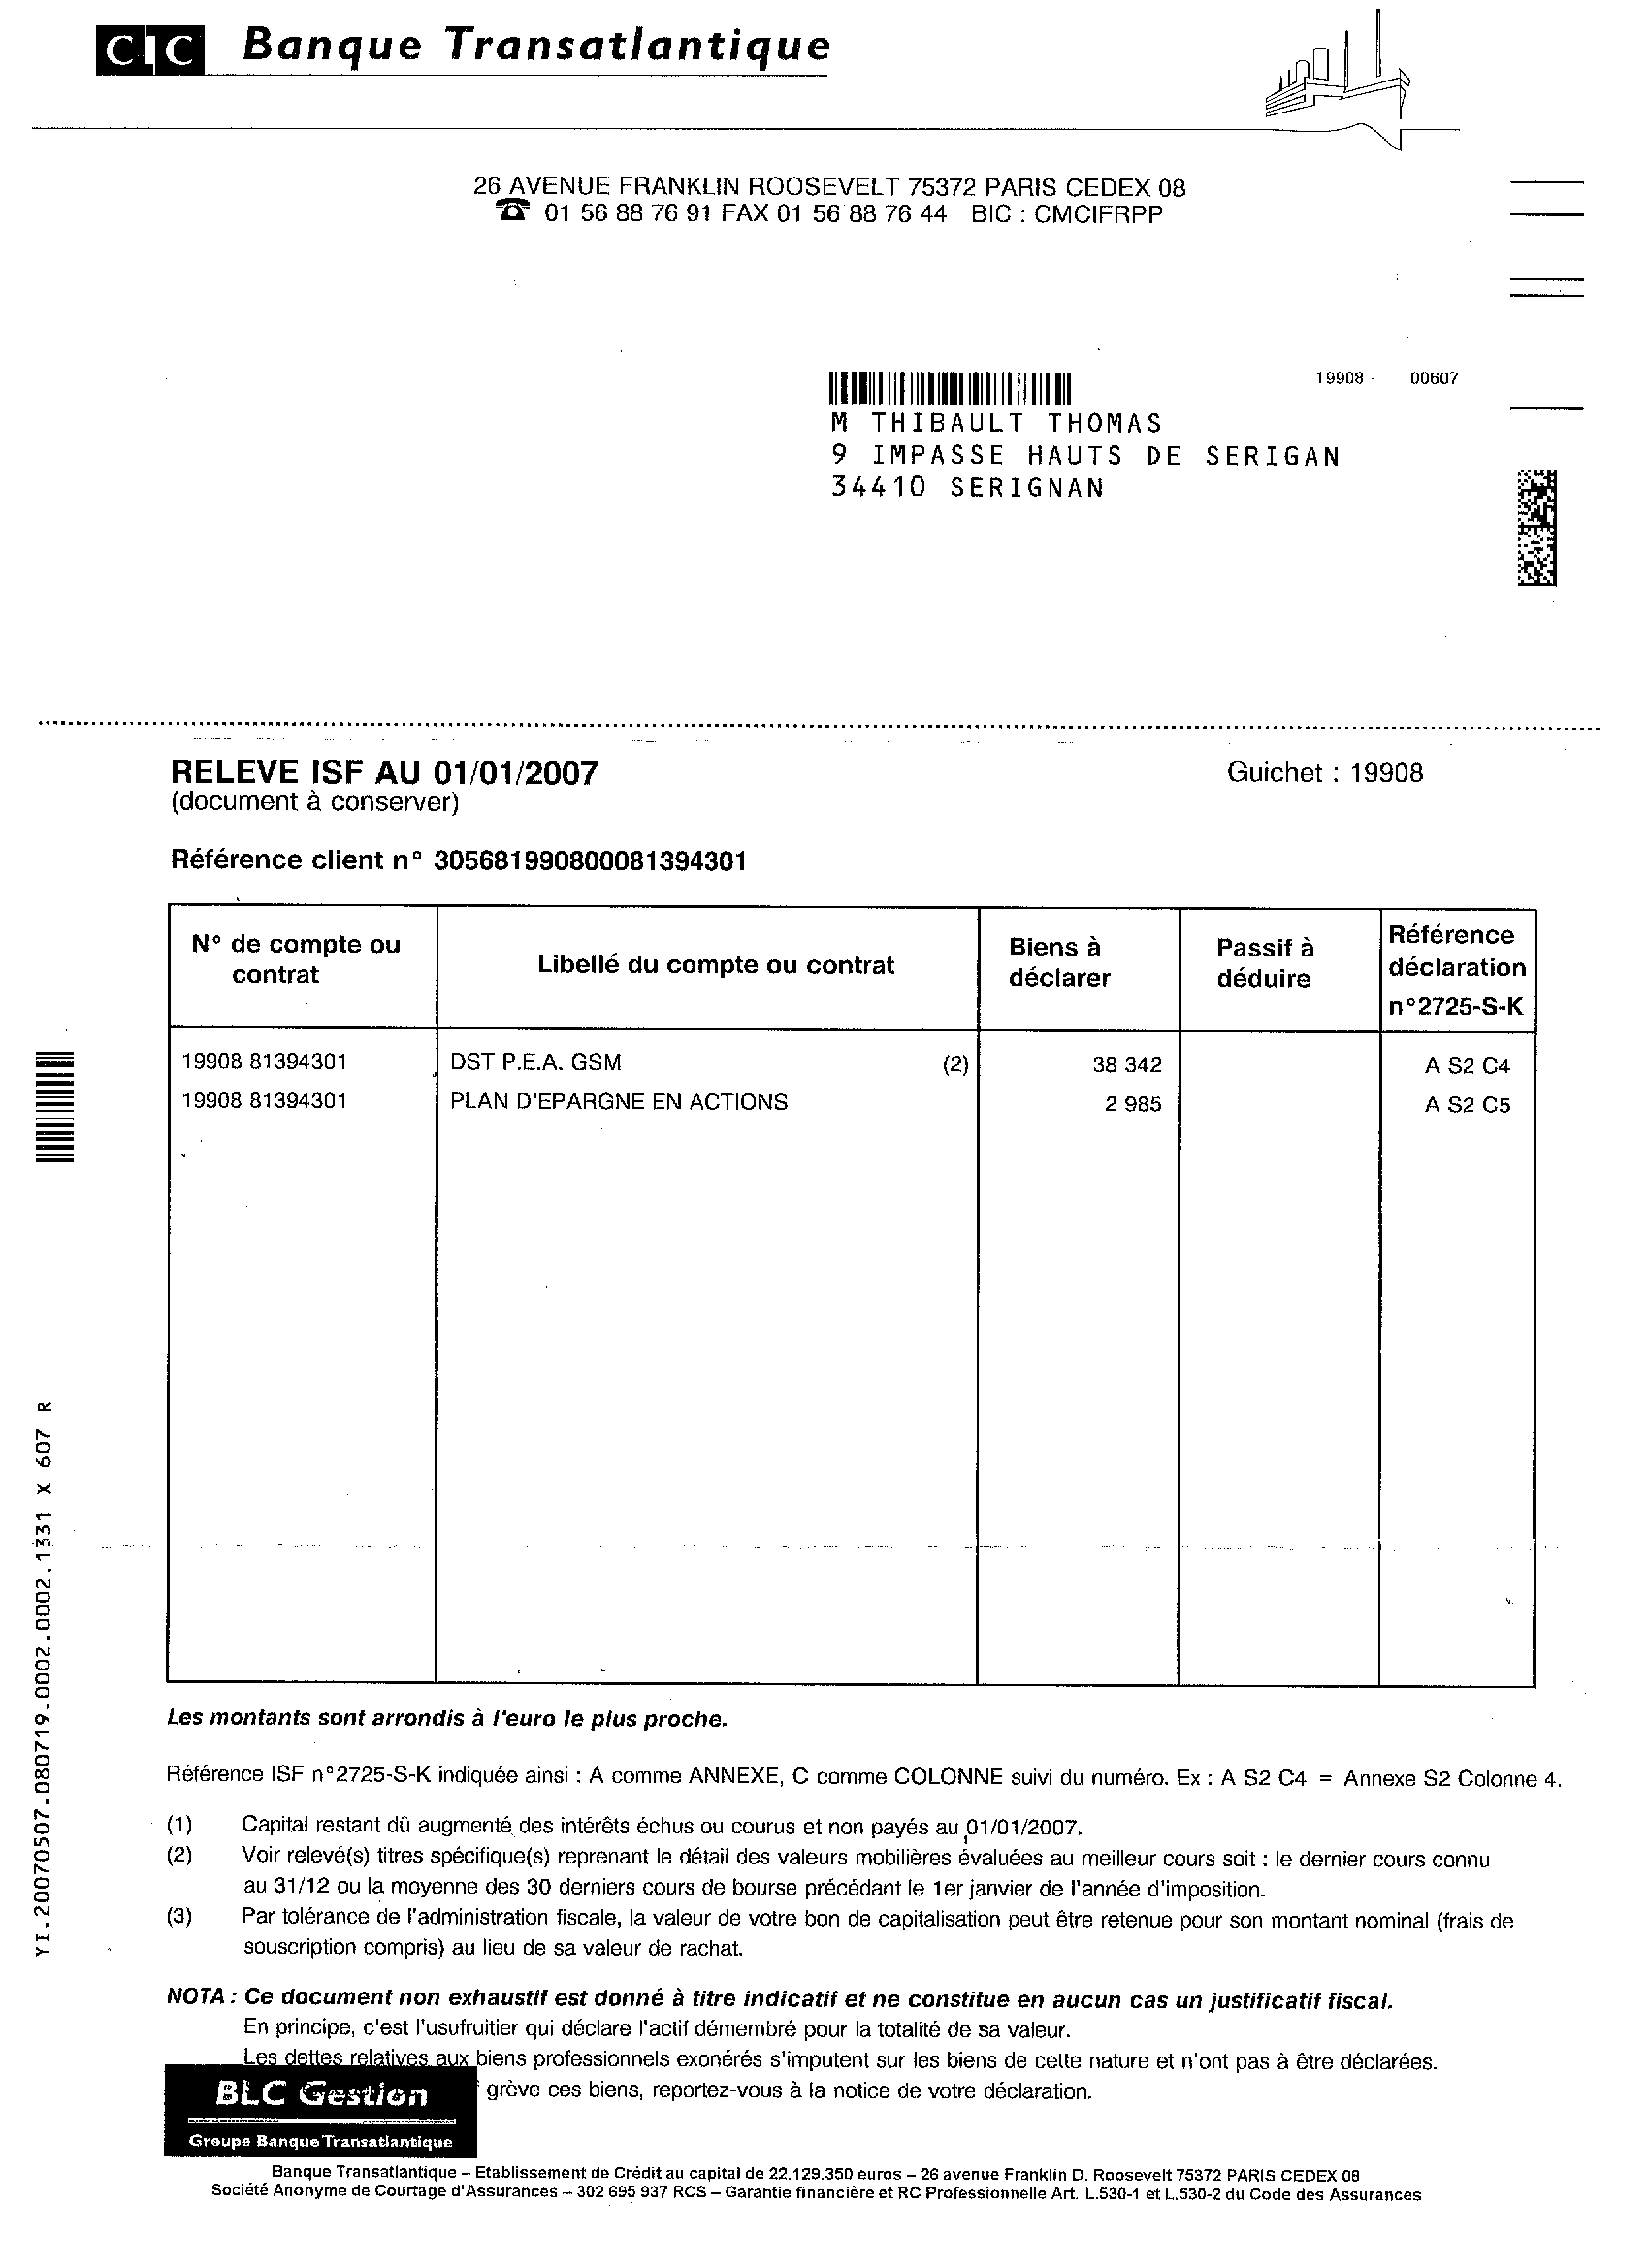 CIC Banque Transatlantique
26 AVENUE FRANKLIN ROOSEVELT 75372 PARIS CEDEX 08
☎ 01 56 88 76 91 FAX 01 56 88 76 44 BIC : CMCIFRPP
19908 - 00607
M THIBAULT THOMAS
9 IMPASSE HAUTS DE SERIGAN
34410 SERIGNAN
RELEVE ISF AU 01/01/2007 Guichet : 19908
(document à conserver)
Référence client n° 305681990800081394301
N° de compte ou contrat Libellé du compte ou contrat Biens à déclarer Passif à déduire Référence déclaration n°2725-S-K
19908 81394301 DST P.E.A. GSM (2) 38 342 A S2 C4
19908 81394301 PLAN D'EPARGNE EN ACTIONS 2 985 A S2 C5
Les montants sont arrondis à l'euro le plus proche.
Référence ISF n°2725-S-K indiquée ainsi : A comme ANNEXE, C comme COLONNE suivi du numéro. Ex : A S2 C4 = Annexe S2 Colonne 4.
(1) Capital restant dû augmenté des intérêts échus ou courus et non payés au 01/01/2007.
(2) Voir relevé(s) titres spécifique(s) reprenant le détail des valeurs mobilières évaluées au meilleur cours soit : le dernier cours connu
au 31/12 ou la moyenne des 30 derniers cours de bourse précédant le 1er janvier de l'année d'imposition.
(3) Par tolérance de l'administration fiscale, la valeur de votre bon de capitalisation peut être retenue pour son montant nominal (frais de
souscription compris) au lieu de sa valeur de rachat.
NOTA : Ce document non exhaustif est donné à titre indicatif et ne constitue en aucun cas un justificatif fiscal.
En principe, c'est l'usufruitier qui déclare l'actif démembré pour la totalité de sa valeur.
Les dettes relatives aux biens professionnels exonérés s'imputent sur les biens de cette nature et n'ont pas à être déclarées.
grève ces biens, reportez-vous à la notice de votre déclaration.
BLC Gestion
Groupe Banque Transatlantique
Banque Transatlantique – Etablissement de Crédit au capital de 22.129.350 euros – 26 avenue Franklin D. Roosevelt 75372 PARIS CEDEX 08
Société Anonyme de Courtage d'Assurances – 302 695 937 RCS – Garantie financière et RC Professionnelle Art. L.530-1 et L.530-2 du Code des Assurances
YI.20070507.080719.0002.0002.1331 X 607 R